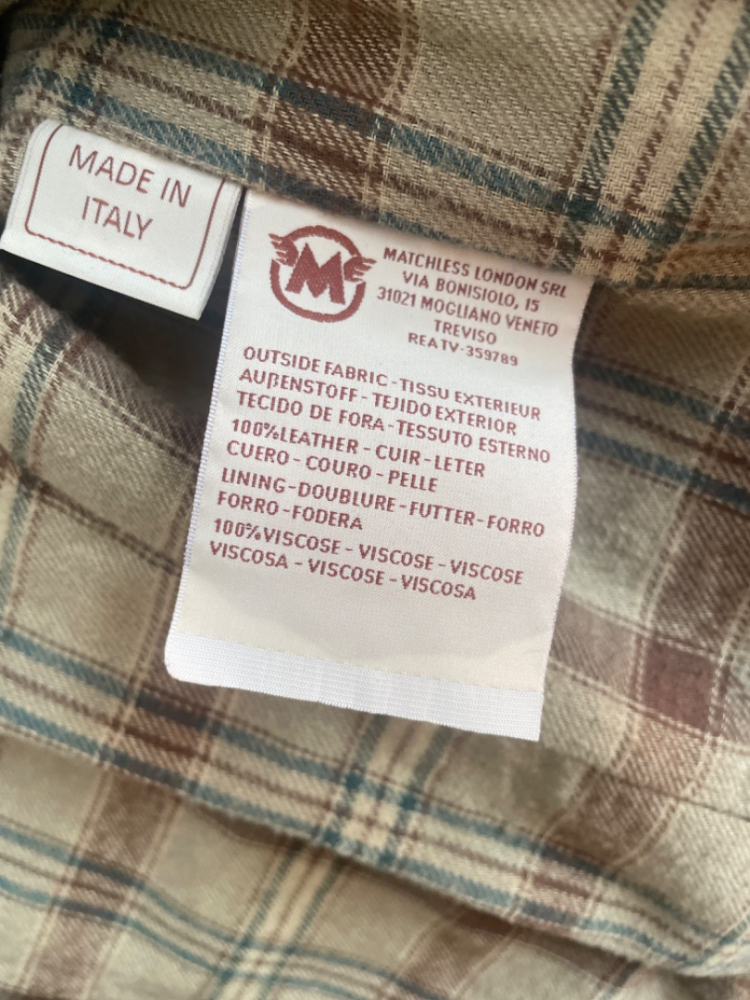 MADE IN
ITALY
M
MATCHLESS LONDON SRL
VIA BONISIOLO, 15
31021 MOGLIANO VENETO
TREVISO
REA TV-359789
OUTSIDE FABRIC - TISSU EXTERIEUR
AUßENSTOFF - TEJIDO EXTERIOR
TECIDO DE FORA - TESSUTO ESTERNO
100%LEATHER - CUIR - LETER
CUERO - COURO - PELLE
LINING - DOUBLURE - FUTTER - FORRO
FORRO - FODERA
100%VISCOSE - VISCOSE - VISCOSE
VISCOSA - VISCOSE - VISCOSA